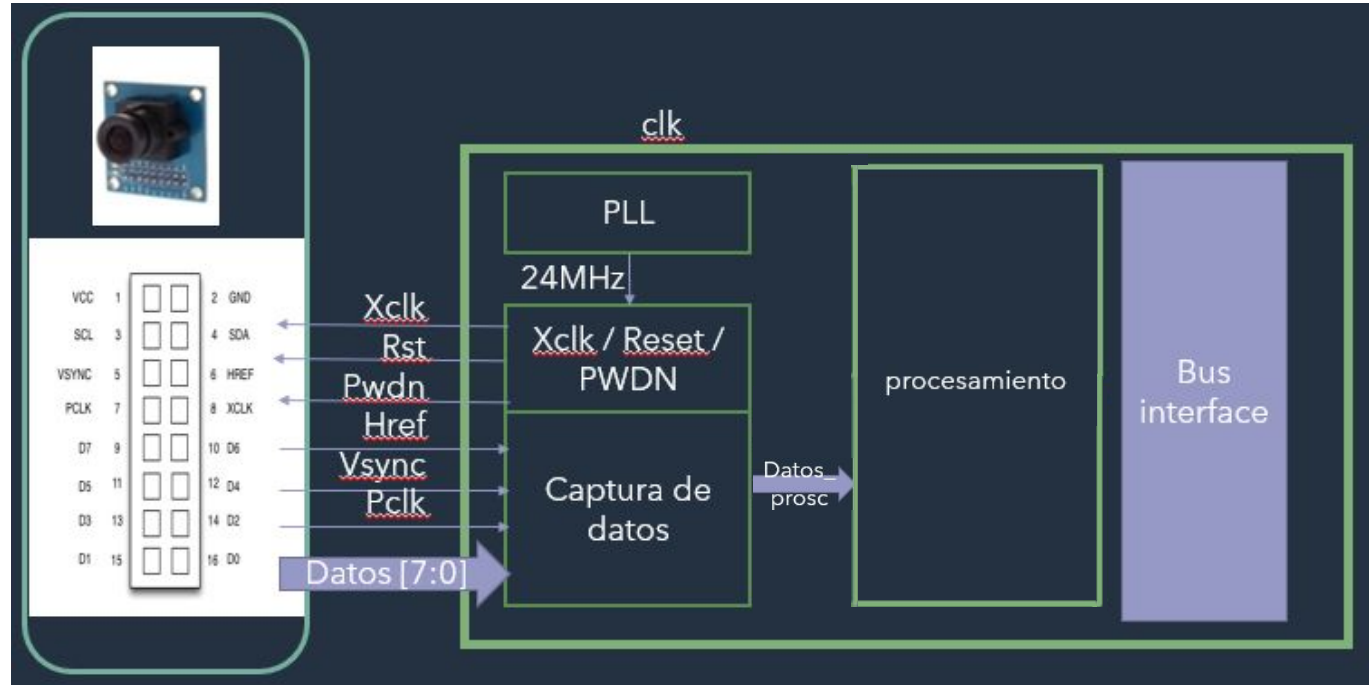 clk
PLL
24MHz
Xclk / Reset /
PWDN
Captura de
datos
Xclk
Rst
Pwdn
Href
Vsync
Pclk
Datos [7:0]
VCC 1 2 GND
SCL 3 4 SDA
VSYNC 5 6 HREF
PCLK 7 8 XCLK
D7 9 10 D6
D5 11 12 D4
D3 13 14 D2
D1 15 16 D0
Datos_
prosc
procesamiento
Bus
interface